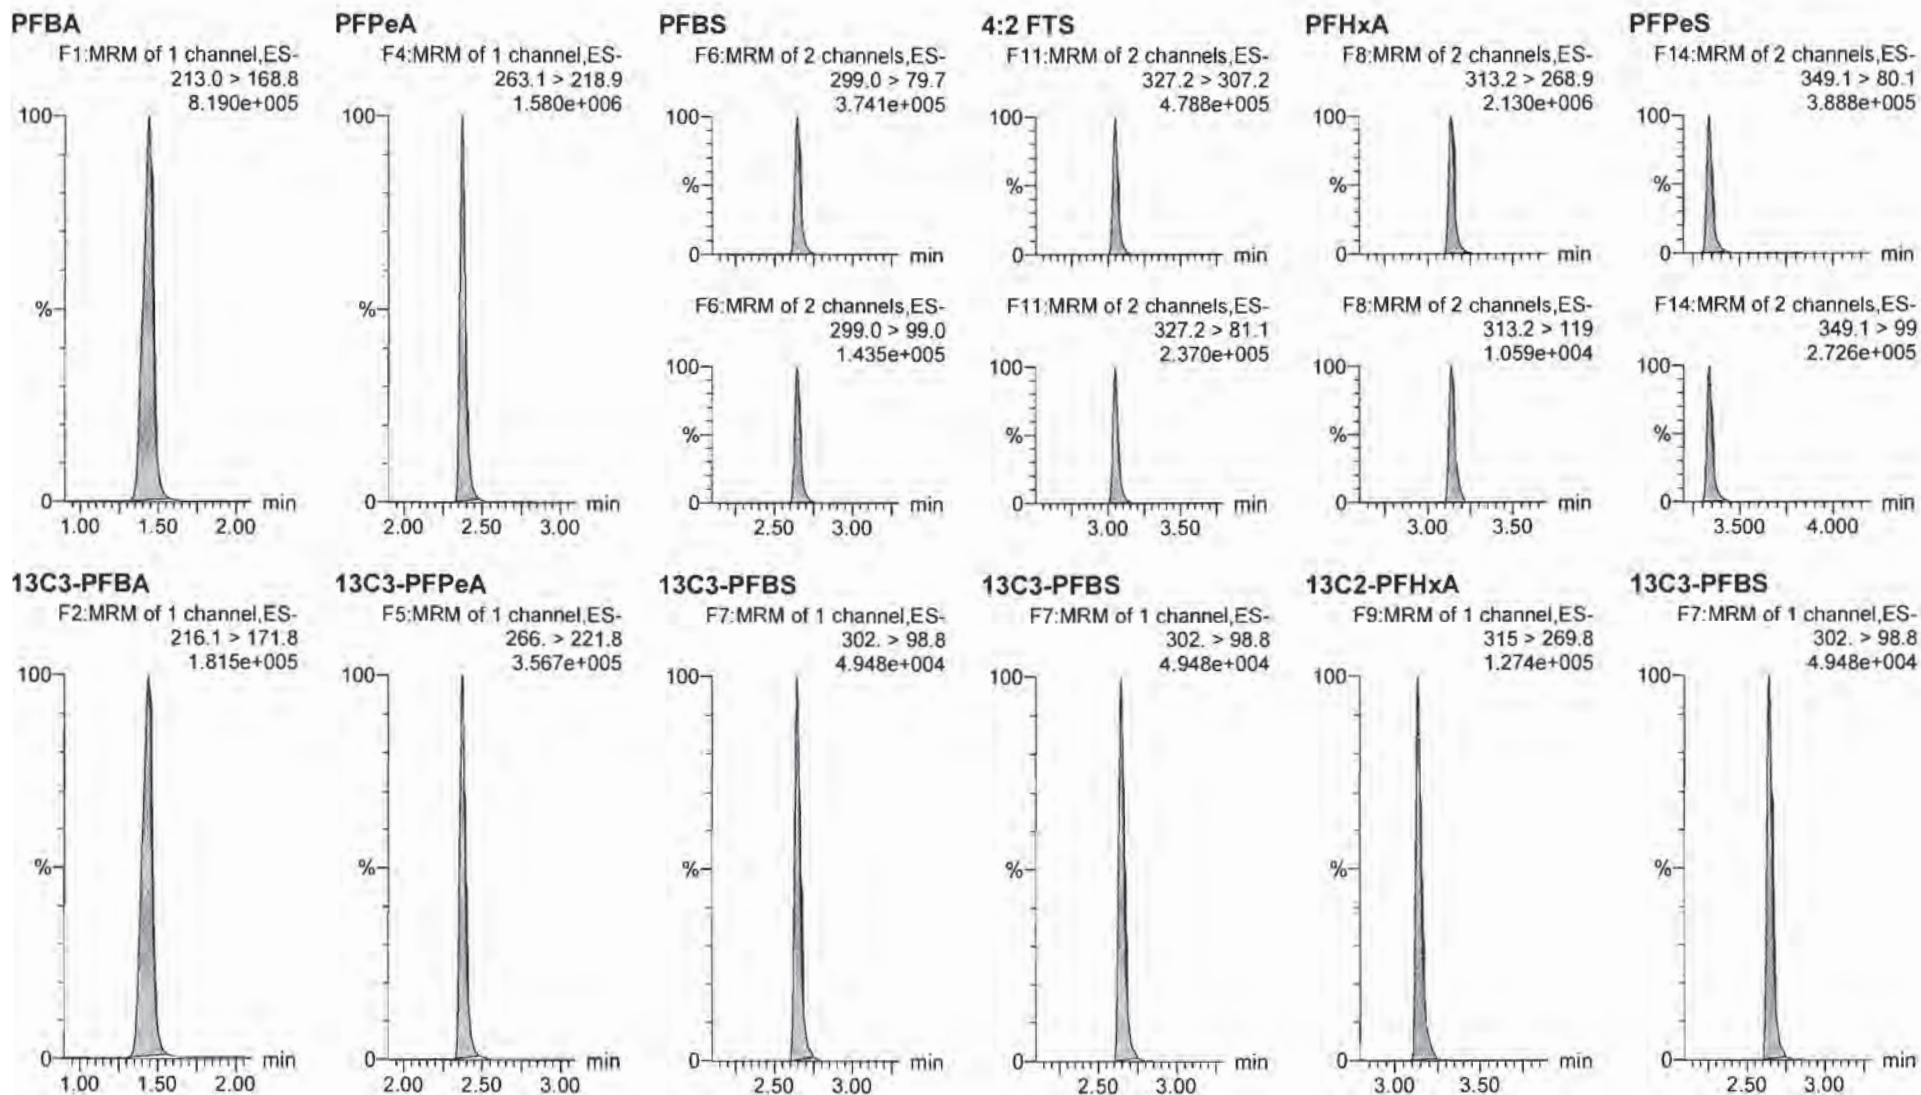 PFBA
F1:MRM of 1 channel,ES-
213.0 > 168.8
8.190e+005
100
%
0
min
1.00 1.50 2.00
PFPeA
F4:MRM of 1 channel,ES-
263.1 > 218.9
1.580e+006
100
%
0
min
2.00 2.50 3.00
PFBS
F6:MRM of 2 channels,ES-
299.0 > 79.7
3.741e+005
100
%
0
min
F6:MRM of 2 channels,ES-
299.0 > 99.0
1.435e+005
100
%
0
min
2.50 3.00
4:2 FTS
F11:MRM of 2 channels,ES-
327.2 > 307.2
4.788e+005
100
%
0
min
F11:MRM of 2 channels,ES-
327.2 > 81.1
2.370e+005
100
%
0
min
3.00 3.50
PFHxA
F8:MRM of 2 channels,ES-
313.2 > 268.9
2.130e+006
100
%
0
min
F8:MRM of 2 channels,ES-
313.2 > 119
1.059e+004
100
%
0
min
3.00 3.50
PFPeS
F14:MRM of 2 channels,ES-
349.1 > 80.1
3.888e+005
100
%
0
min
F14:MRM of 2 channels,ES-
349.1 > 99
2.726e+005
100
%
0
min
3.500 4.000
13C3-PFBA
F2:MRM of 1 channel,ES-
216.1 > 171.8
1.815e+005
100
%
0
min
1.00 1.50 2.00
13C3-PFPeA
F5:MRM of 1 channel,ES-
266. > 221.8
3.567e+005
100
%
0
min
2.00 2.50 3.00
13C3-PFBS
F7:MRM of 1 channel,ES-
302. > 98.8
4.948e+004
100
%
0
min
2.50 3.00
13C3-PFBS
F7:MRM of 1 channel,ES-
302. > 98.8
4.948e+004
100
%
0
min
2.50 3.00
13C2-PFHxA
F9:MRM of 1 channel,ES-
315 > 269.8
1.274e+005
100
%
0
min
3.00 3.50
13C3-PFBS
F7:MRM of 1 channel,ES-
302. > 98.8
4.948e+004
100
%
0
min
2.50 3.00